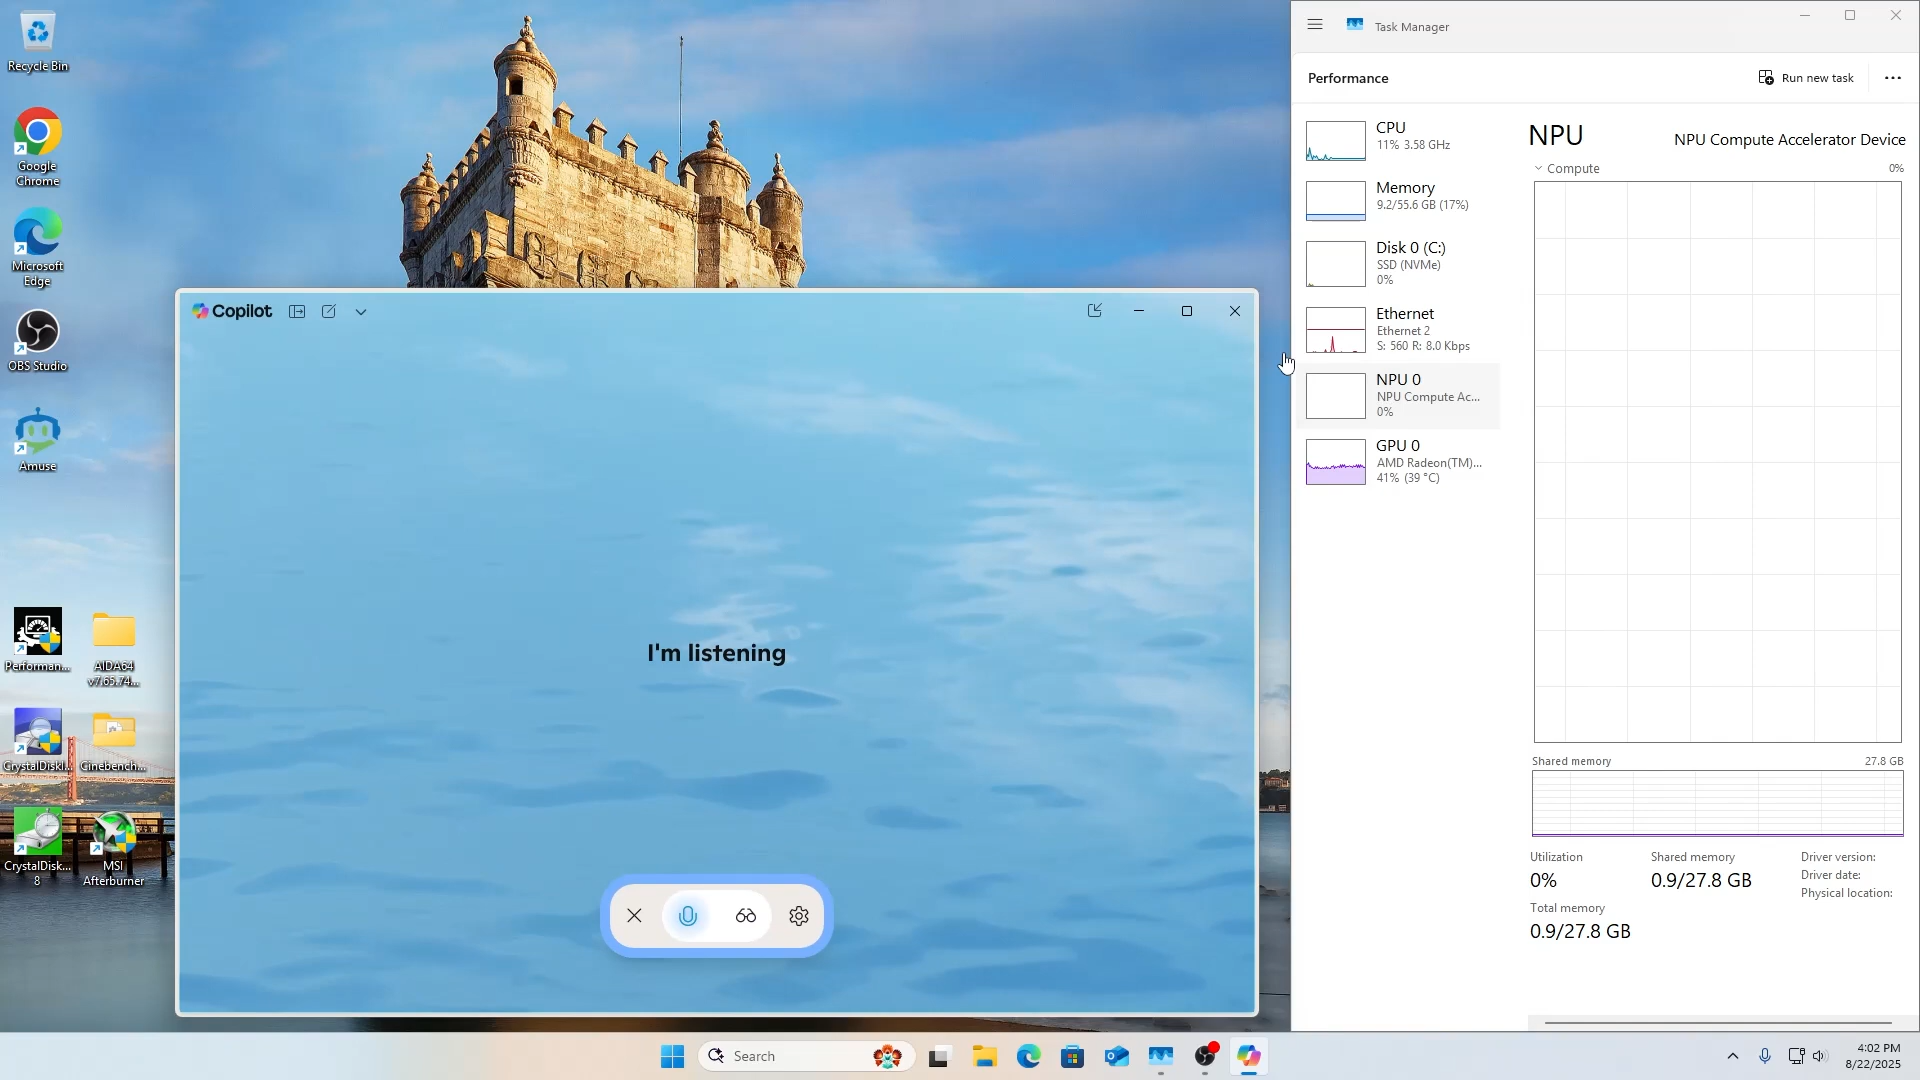 Recycle Bin
Google
Chrome
Microsoft
Edge
OBS Studio
Amuse
Performan...
AIDA64
v7.65.74...
CrystalDiskI...
Cinebench...
CrystalDisk...
8
MSI
Afterburner
Copilot
I'm listening
Task Manager
Performance
Run new task
CPU
11% 3.58 GHz
Memory
9.2/55.6 GB (17%)
Disk 0 (C:)
SSD (NVMe)
0%
Ethernet
Ethernet 2
S: 560 R: 8.0 Kbps
NPU 0
NPU Compute Ac...
0%
GPU 0
AMD Radeon(TM)...
41% (39 °C)
NPU
NPU Compute Accelerator Device
Compute
0%
Shared memory
27.8 GB
Utilization
0%
Shared memory
0.9/27.8 GB
Driver version:
Driver date:
Physical location:
Total memory
0.9/27.8 GB
Search
4:02 PM
8/22/2025